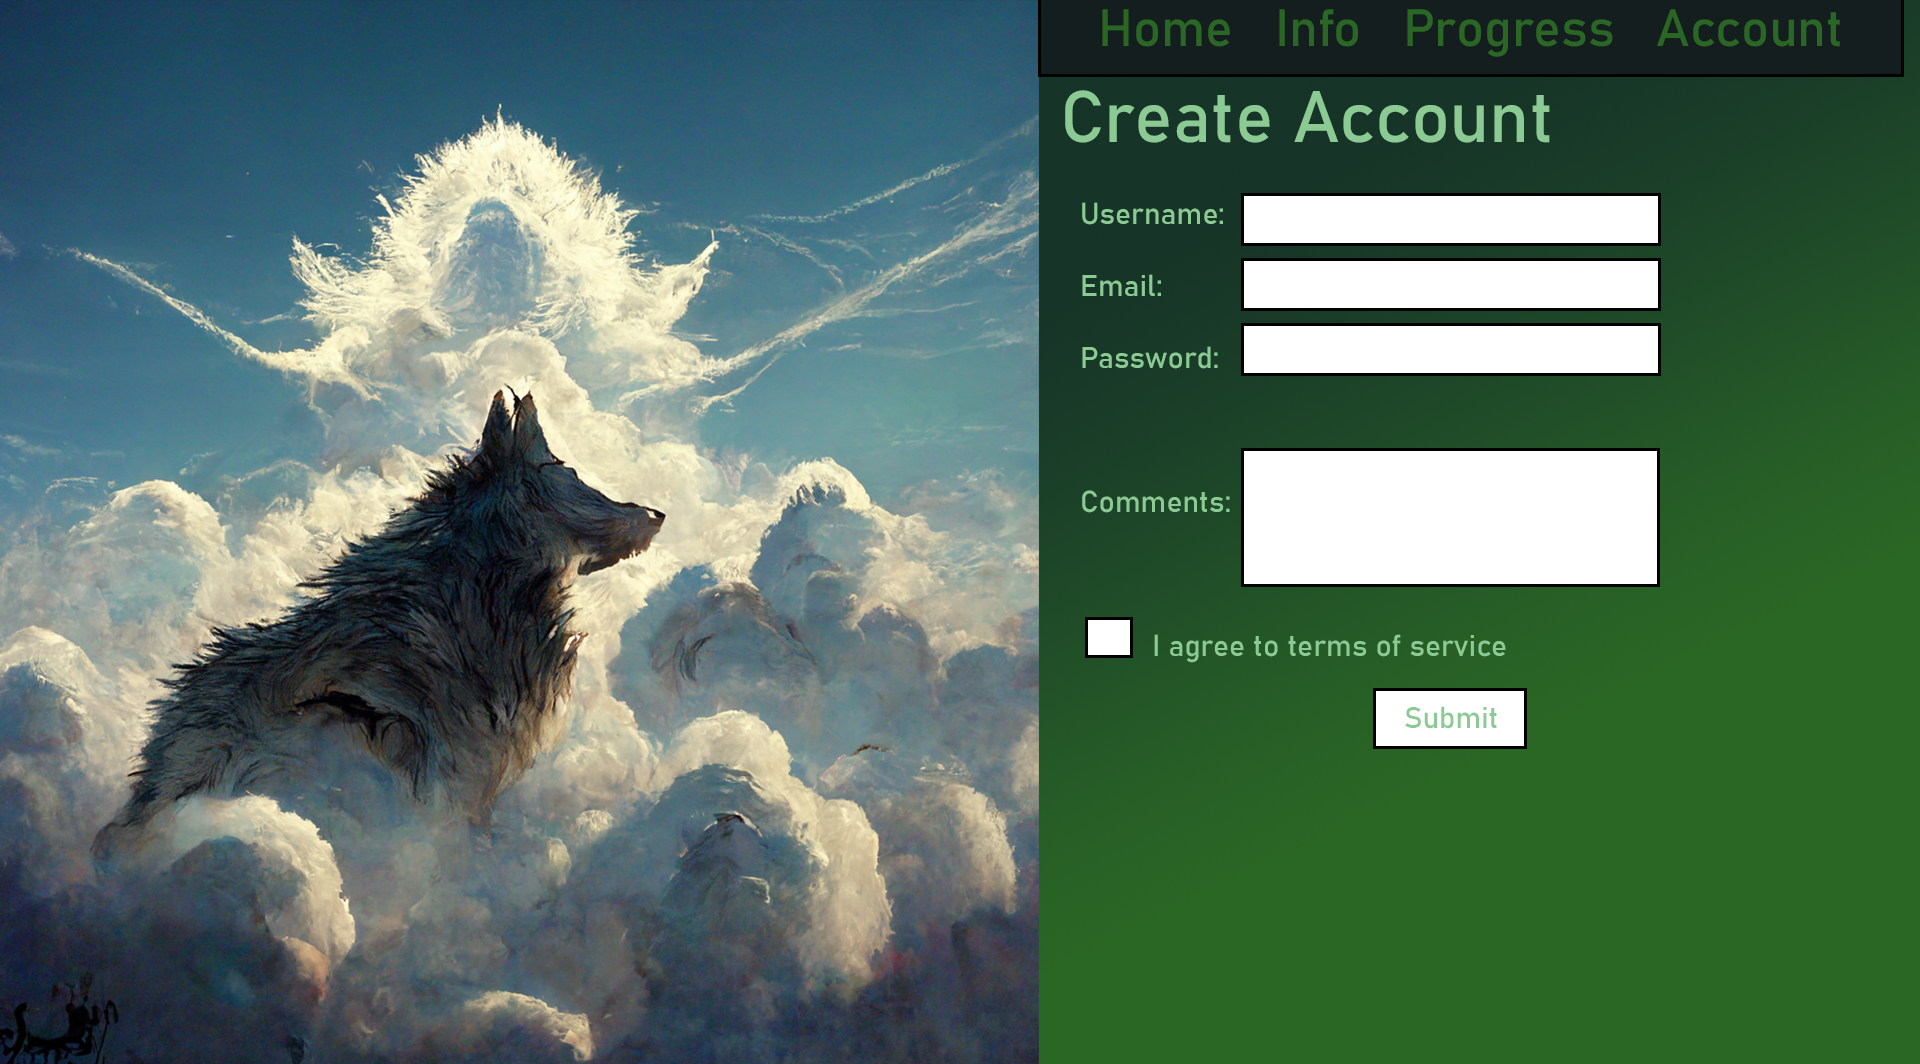 Home Info Progress Account
Create Account
Username:
Email:
Password:
Comments:
I agree to terms of service
Submit